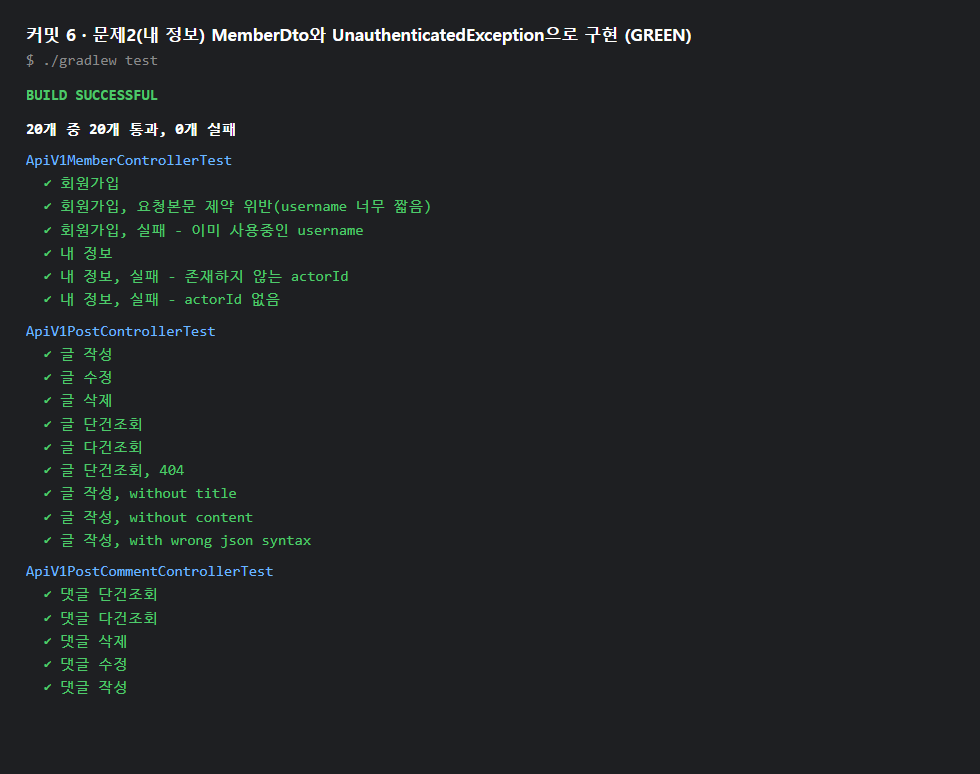 커밋 6 · 문제2(내 정보) MemberDto와 UnauthenticatedException으로 구현 (GREEN)
$ ./gradlew test
BUILD SUCCESSFUL
20개 중 20개 통과, 0개 실패
ApiV1MemberControllerTest
✔ 회원가입
✔ 회원가입, 요청본문 제약 위반(username 너무 짧음)
✔ 회원가입, 실패 - 이미 사용중인 username
✔ 내 정보
✔ 내 정보, 실패 - 존재하지 않는 actorId
✔ 내 정보, 실패 - actorId 없음
ApiV1PostControllerTest
✔ 글 작성
✔ 글 수정
✔ 글 삭제
✔ 글 단건조회
✔ 글 다건조회
✔ 글 단건조회, 404
✔ 글 작성, without title
✔ 글 작성, without content
✔ 글 작성, with wrong json syntax
ApiV1PostCommentControllerTest
✔ 댓글 단건조회
✔ 댓글 다건조회
✔ 댓글 삭제
✔ 댓글 수정
✔ 댓글 작성